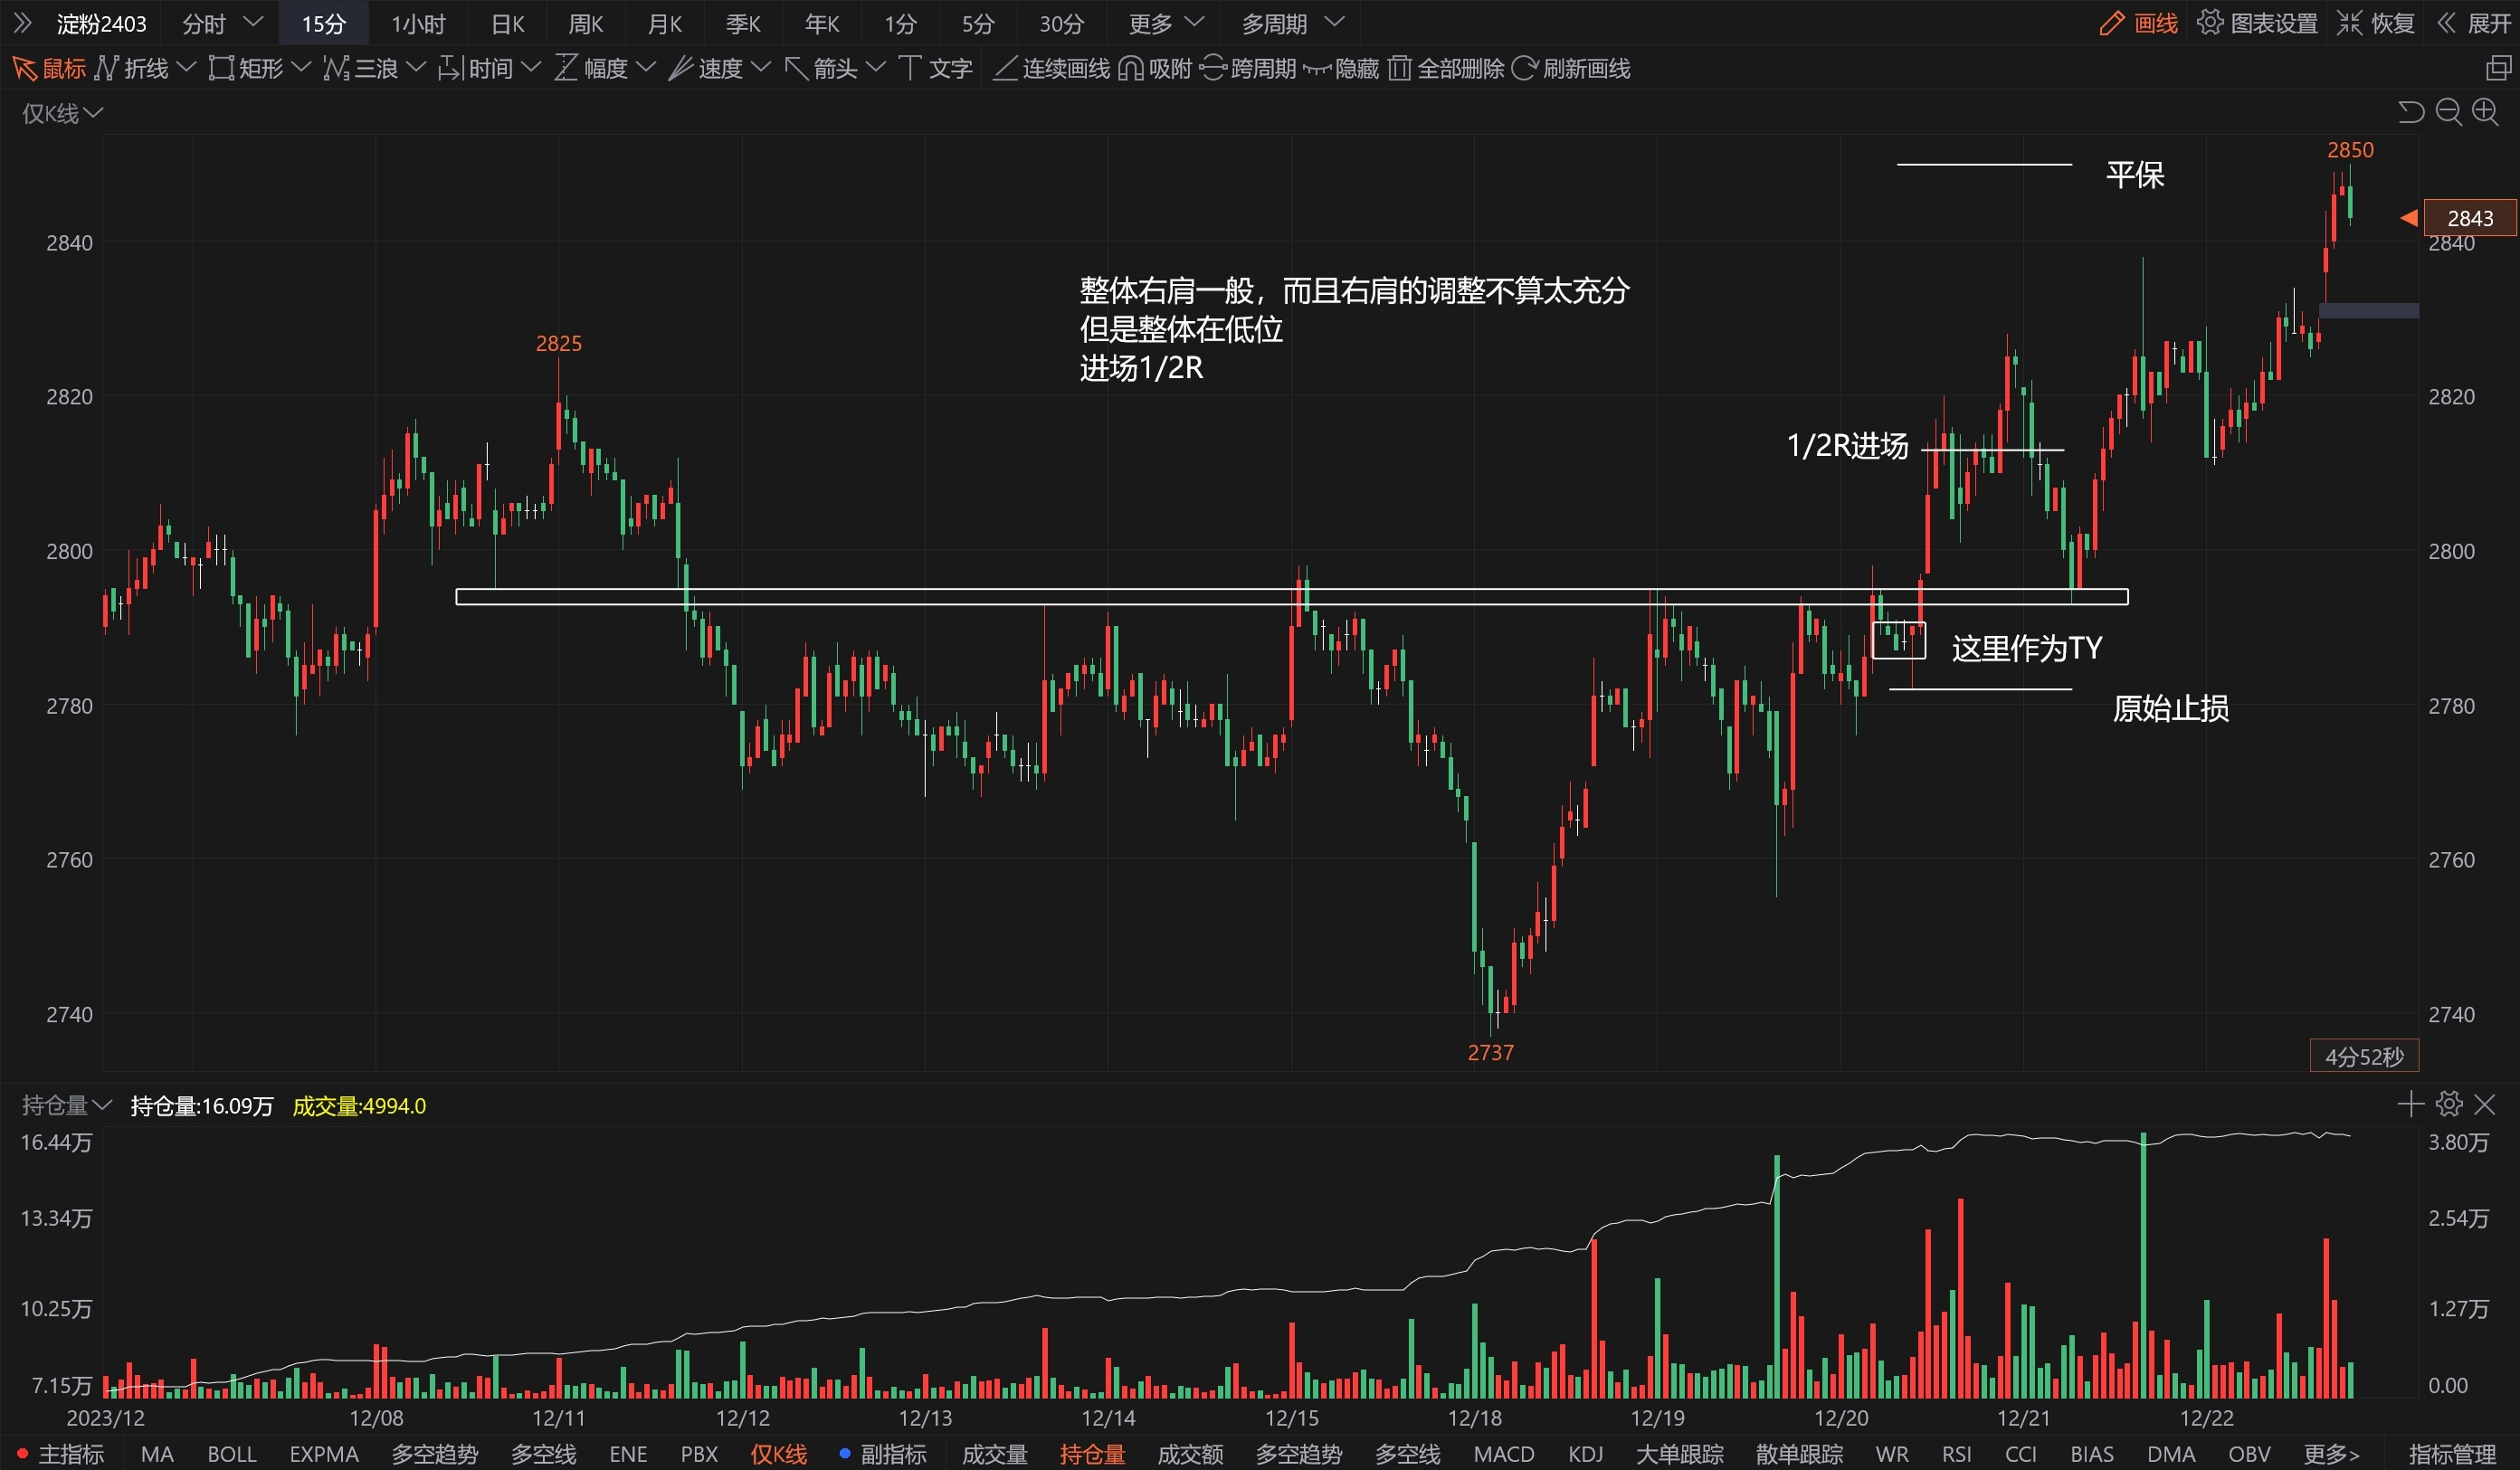 淀粉2403 分时 15分 1小时 日K 周K 月K 季K 年K 1分 5分 30分 更多 多周期 画线 图表设置 恢复 展开
鼠标 折线 矩形 三浪 时间 幅度 速度 箭头 文字 连续画线 吸附 跨周期 隐藏 全部删除 刷新画线
仅K线
2850
平保
2843
2840 2840
整体右肩一般，而且右肩的调整不算太充分
但是整体在低位
进场1/2R
2825
2820 2820
1/2R进场
2800 2800
这里作为TY
2780 2780
原始止损
2760 2760
2740 2740
2737
4分52秒
持仓量 持仓量:16.09万 成交量:4994.0
16.44万 3.80万
13.34万 2.54万
10.25万 1.27万
7.15万 0.00
2023/12 12/08 12/11 12/12 12/13 12/14 12/15 12/18 12/19 12/20 12/21 12/22
主指标 MA BOLL EXPMA 多空趋势 多空线 ENE PBX 仅K线 副指标 成交量 持仓量 成交额 多空趋势 多空线 MACD KDJ 大单跟踪 散单跟踪 WR RSI CCI BIAS DMA OBV 更多> 指标管理